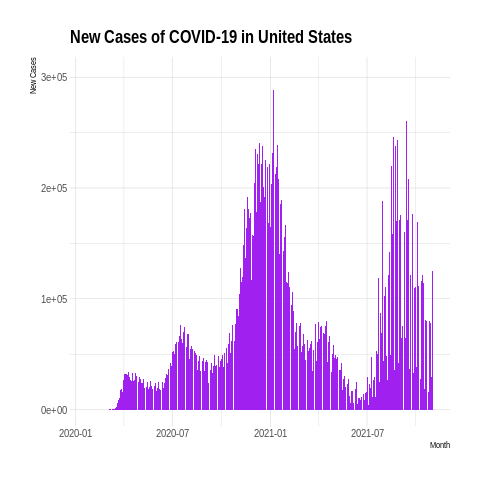 New Cases of COVID-19 in United States
New Cases
3e+05
2e+05
1e+05
0e+00
2020-01 2020-07 2021-01 2021-07
Month